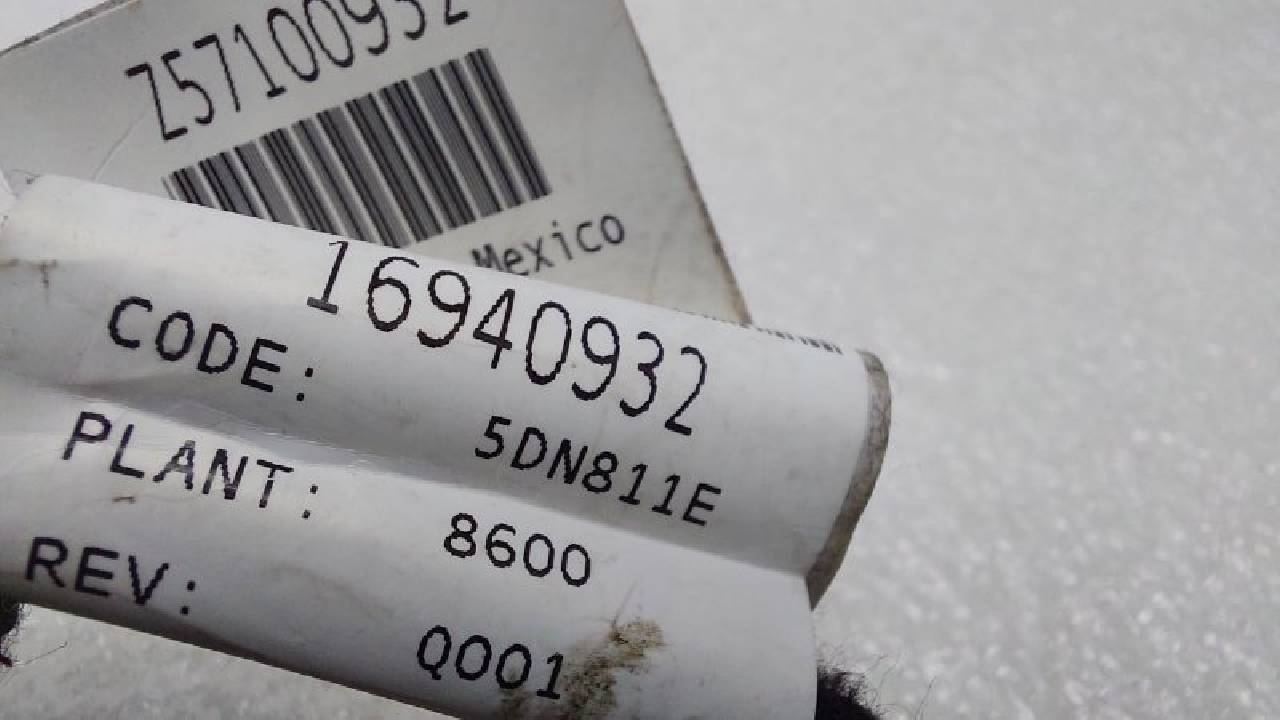 Z57100932
Mexico
16940932
CODE: 5DN811E
PLANT: 8600
REV: Q001